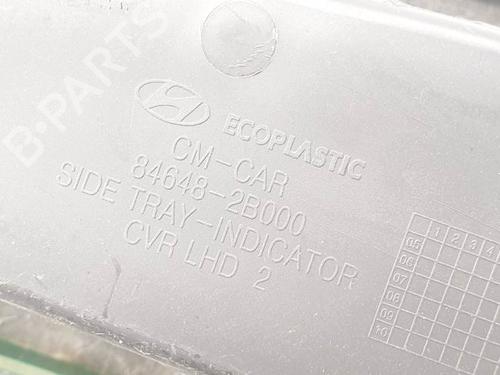 B-PARTS
ECOPLASTIC
CM-CAR
84648-2B000
SIDE TRAY-INDICATOR
CVR LHD 2
1 2 3 4
05
06
07
08
09
10